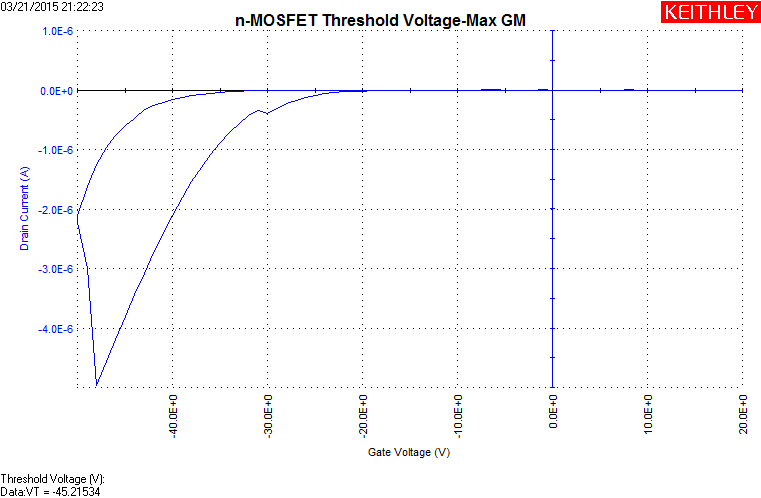 03/21/2015 21:22:23
n-MOSFET Threshold Voltage-Max GM
KEITHLEY
1.0E-6
0.0E+0
-1.0E-6
-2.0E-6
-3.0E-6
-4.0E-6
Drain Current (A)
-40.0E+0
-30.0E+0
-20.0E+0
-10.0E+0
0.0E+0
10.0E+0
20.0E+0
Gate Voltage (V)
Threshold Voltage (V):
Data:VT = -45.21534